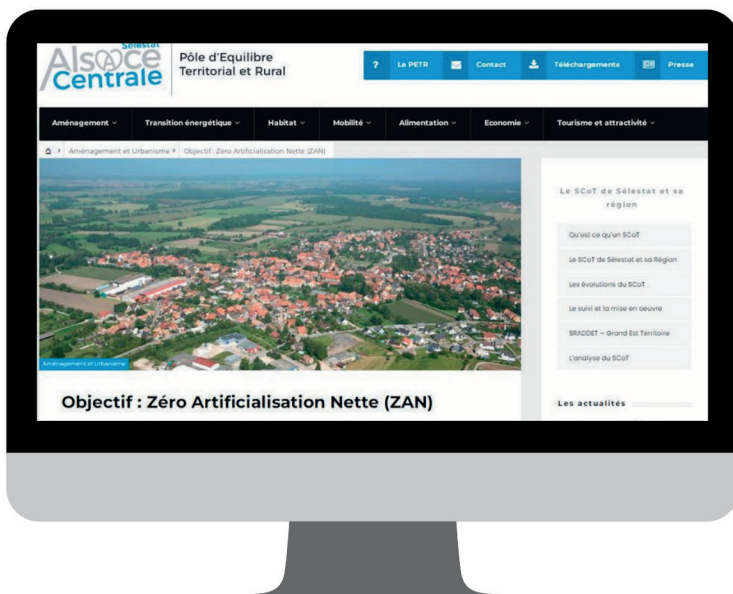 Sélestat
Alsace
Centrale
Pôle d'Equilibre
Territorial et Rural
? Le PETR Contact Téléchargements Presse
Aménagement Transition énergétique Habitat Mobilité Alimentation Economie Tourisme et attractivité
Aménagement et Urbanisme Objectif : Zéro Artificialisation Nette (ZAN)
Aménagement et Urbanisme
Objectif : Zéro Artificialisation Nette (ZAN)
Le SCoT de Sélestat et sa
région
Qu'est ce qu'un SCoT
Le SCoT de Sélestat et sa Région
Les évolutions du SCoT
Le suivi et la mise en oeuvre
SRADDET – Grand Est Territoire
L'analyse du SCoT
Les actualités